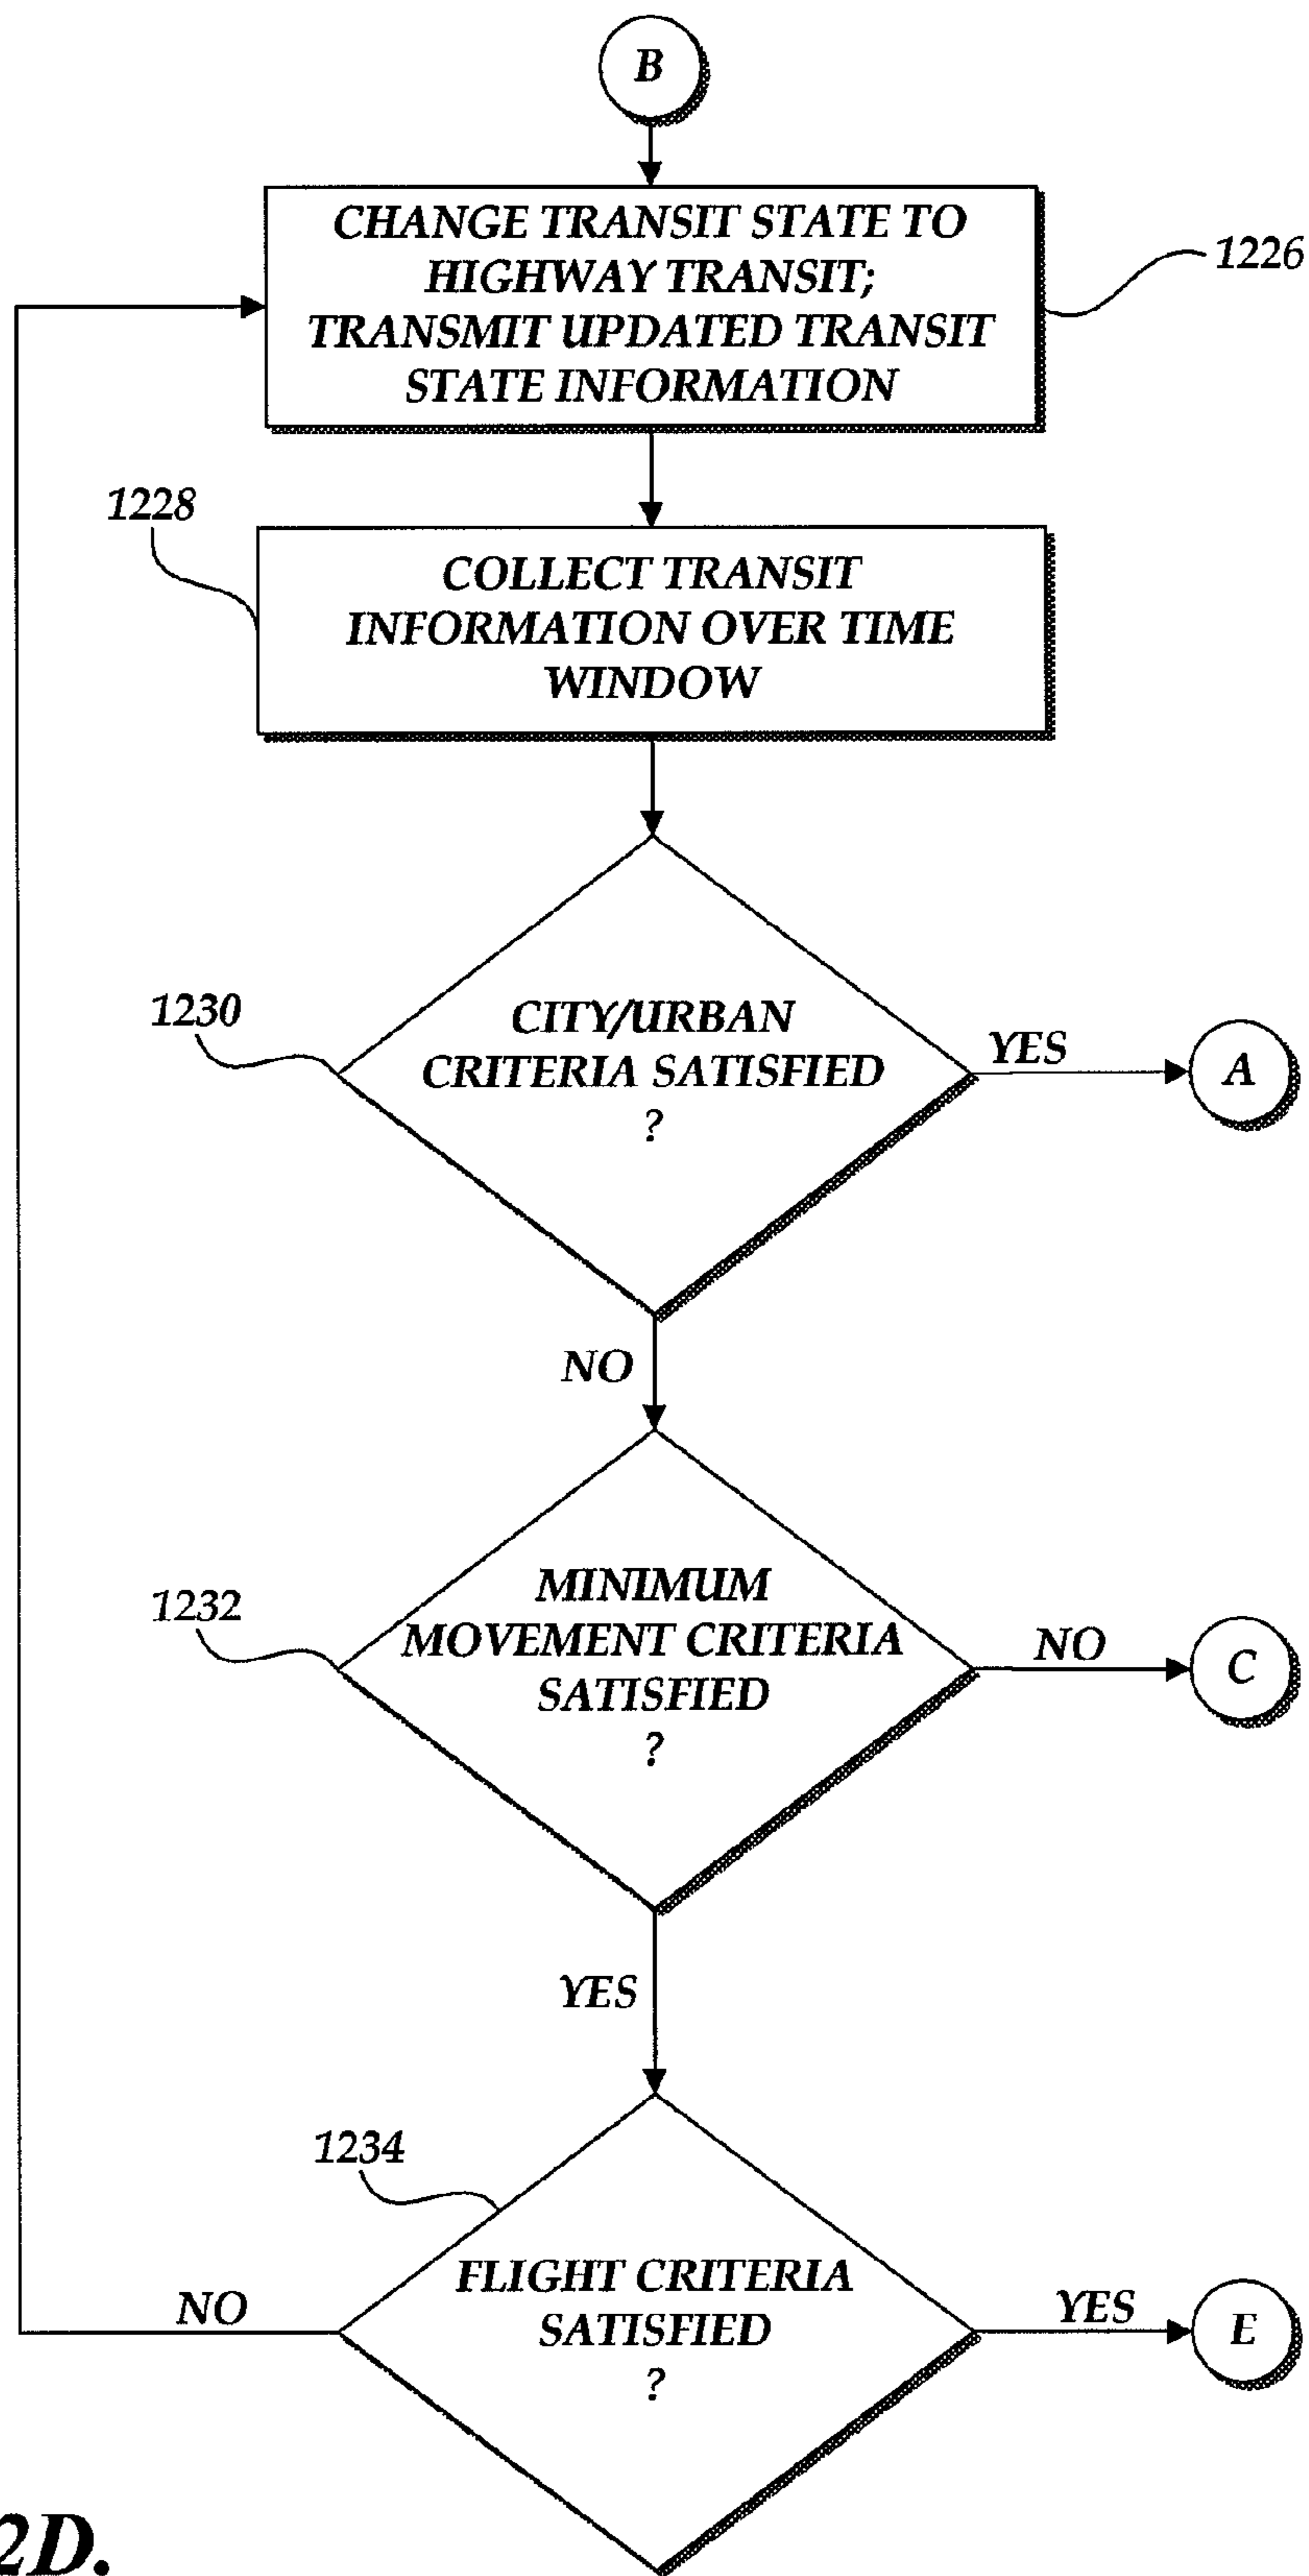 B
CHANGE TRANSIT STATE TO
HIGHWAY TRANSIT;
TRANSMIT UPDATED TRANSIT
STATE INFORMATION
1226
1228
COLLECT TRANSIT
INFORMATION OVER TIME
WINDOW
1230
CITY/URBAN
CRITERIA SATISFIED
?
YES
A
NO
1232
MINIMUM
MOVEMENT CRITERIA
SATISFIED
?
NO
C
YES
1234
FLIGHT CRITERIA
SATISFIED
?
NO
YES
E
2D.